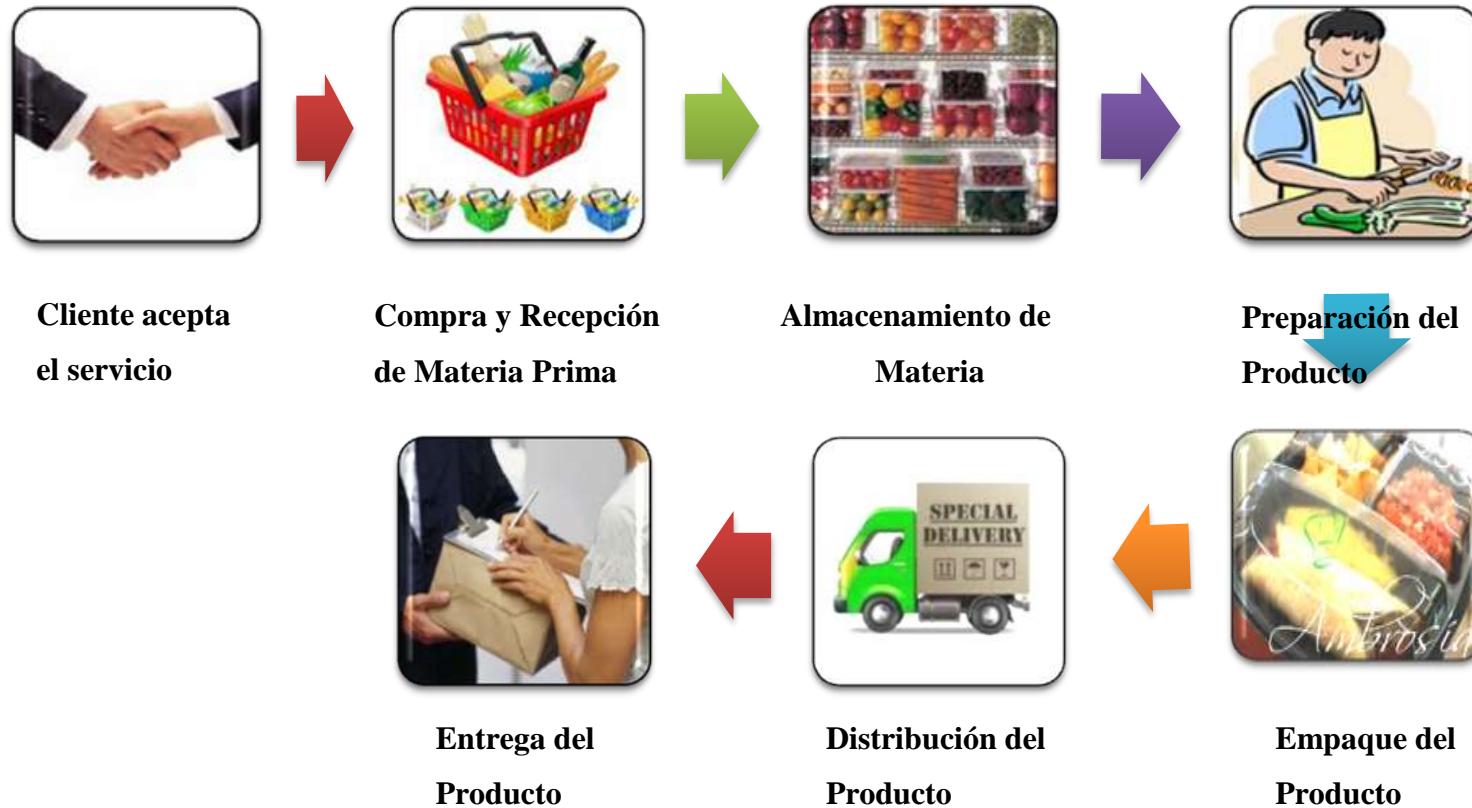 Cliente acepta
el servicio
Compra y Recepción
de Materia Prima
Almacenamiento de
Materia
Preparación del
Producto
SPECIAL
DELIVERY
Ambrosía
Entrega del
Producto
Distribución del
Producto
Empaque del
Producto